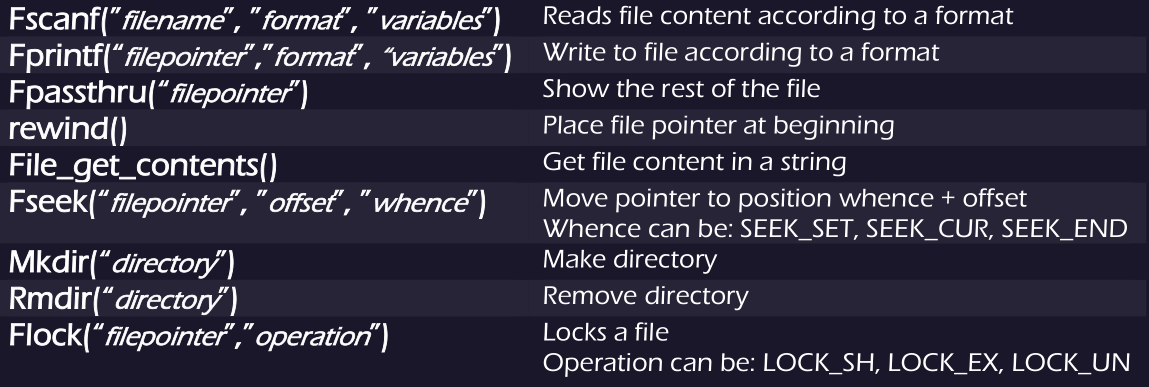 Fscanf("filename", "format", "variables") Reads file content according to a format
Fprintf("filepointer","format", "variables") Write to file according to a format
Fpassthru("filepointer") Show the rest of the file
rewind() Place file pointer at beginning
File_get_contents() Get file content in a string
Fseek("filepointer", "offset", "whence") Move pointer to position whence + offset
Whence can be: SEEK_SET, SEEK_CUR, SEEK_END
Mkdir("directory") Make directory
Rmdir("directory") Remove directory
Flock("filepointer","operation") Locks a file
Operation can be: LOCK_SH, LOCK_EX, LOCK_UN